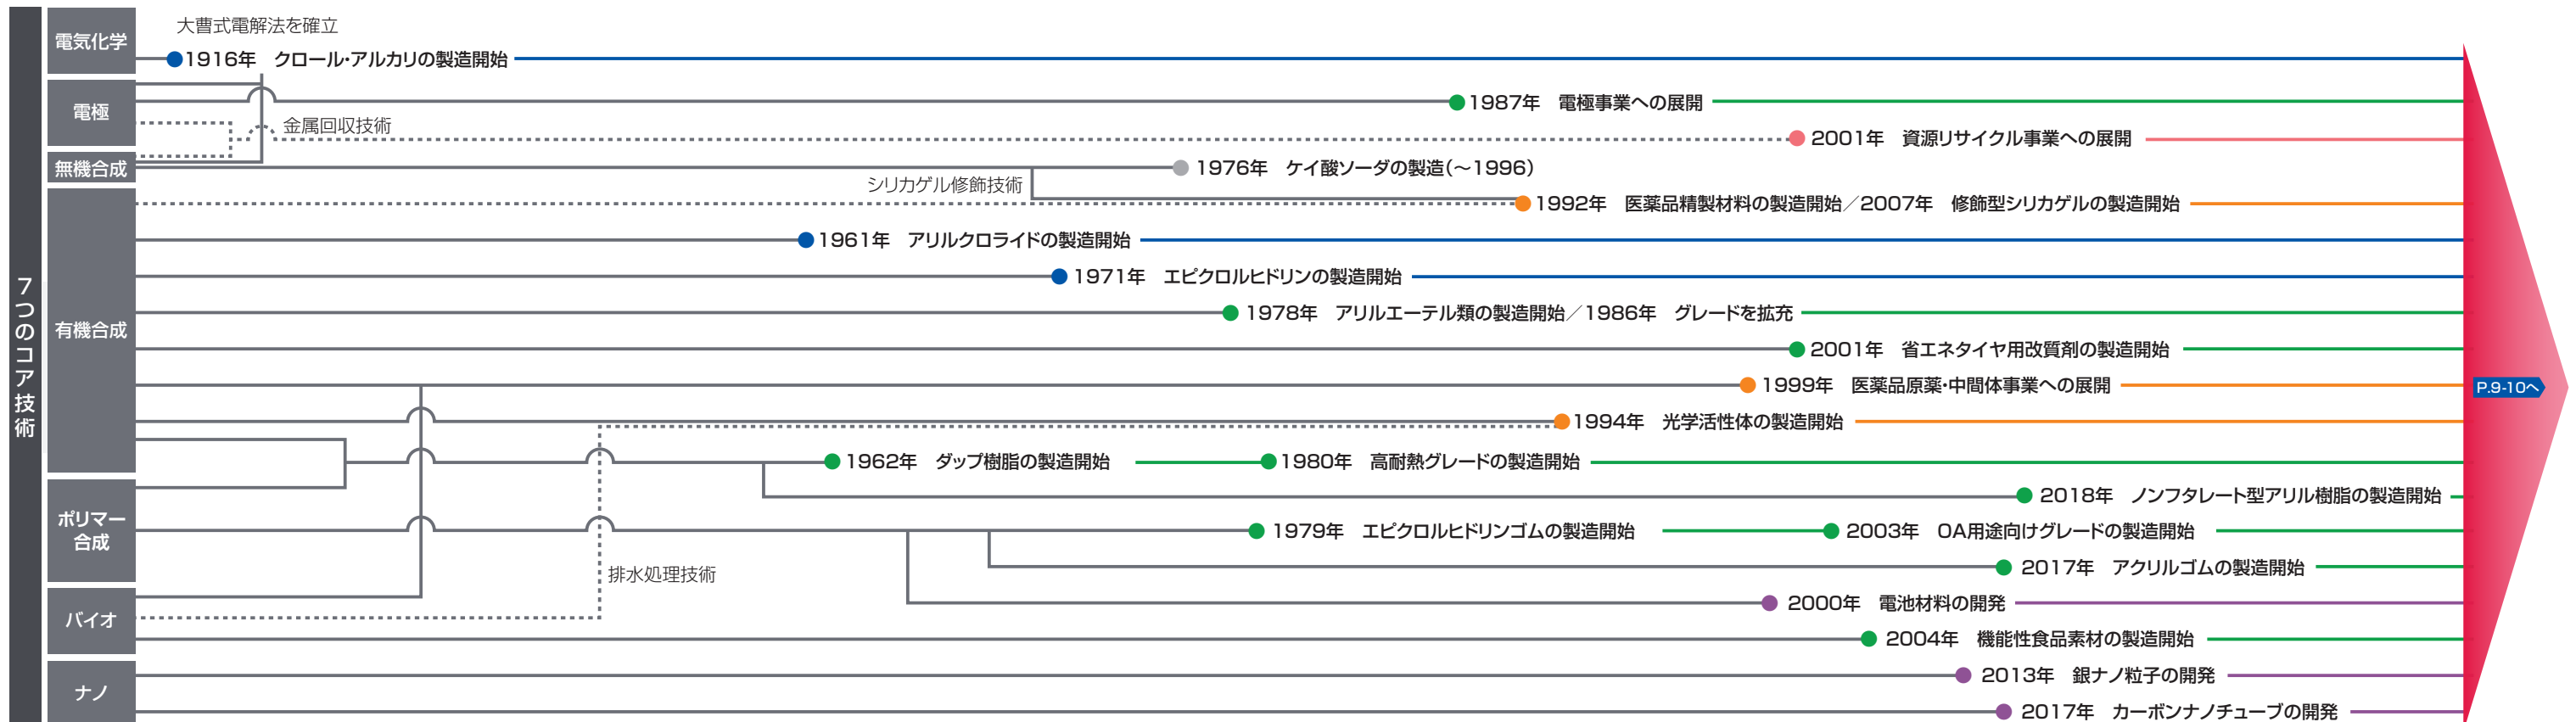 7つのコア技術
電気化学
大曹式電解法を確立
1916年　クロール・アルカリの製造開始
電極
1987年　電極事業への展開
金属回収技術
2001年　資源リサイクル事業への展開
無機合成
1976年　ケイ酸ソーダの製造（～1996）
シリカゲル修飾技術
1992年　医薬品精製材料の製造開始／2007年　修飾型シリカゲルの製造開始
有機合成
1961年　アリルクロライドの製造開始
1971年　エピクロルヒドリンの製造開始
1978年　アリルエーテル類の製造開始／1986年　グレードを拡充
2001年　省エネタイヤ用改質剤の製造開始
1999年　医薬品原薬・中間体事業への展開
P.9-10へ
1994年　光学活性体の製造開始
1962年　ダップ樹脂の製造開始
1980年　高耐熱グレードの製造開始
2018年　ノンフタレート型アリル樹脂の製造開始
ポリマー
合成
1979年　エピクロルヒドリンゴムの製造開始
2003年　OA用途向けグレードの製造開始
排水処理技術
2017年　アクリルゴムの製造開始
2000年　電池材料の開発
バイオ
2004年　機能性食品素材の製造開始
2013年　銀ナノ粒子の開発
ナノ
2017年　カーボンナノチューブの開発